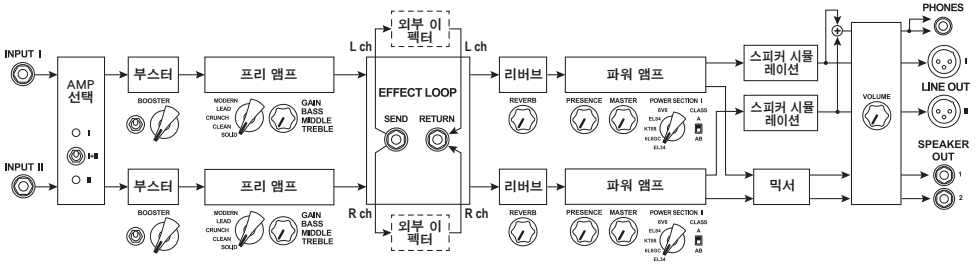 외부 이
펙터
PHONES
L ch
L ch
INPUT I
AMP
선택
부스터
프리 앰프
EFFECT LOOP
리버브
파워 앰프
스피커 시뮬
레이션
I
LINE OUT
BOOSTER
MODERN
LEAD
CRUNCH
CLEAN
SOLID
GAIN
BASS
MIDDLE
TREBLE
SEND
RETURN
REVERB
PRESENCE
MASTER
POWER SECTION I
6V6
EL84
KT88
6L6GC
EL34
CLASS
A
AB
스피커 시뮬
레이션
VOLUME
II
I
I+II
II
SPEAKER
OUT
1
2
INPUT II
부스터
프리 앰프
리버브
파워 앰프
믹서
BOOSTER
MODERN
LEAD
CRUNCH
CLEAN
SOLID
GAIN
BASS
MIDDLE
TREBLE
R ch
R ch
외부 이
펙터
REVERB
PRESENCE
MASTER
POWER SECTION II
6V6
EL84
KT88
6L6GC
EL34
CLASS
A
AB